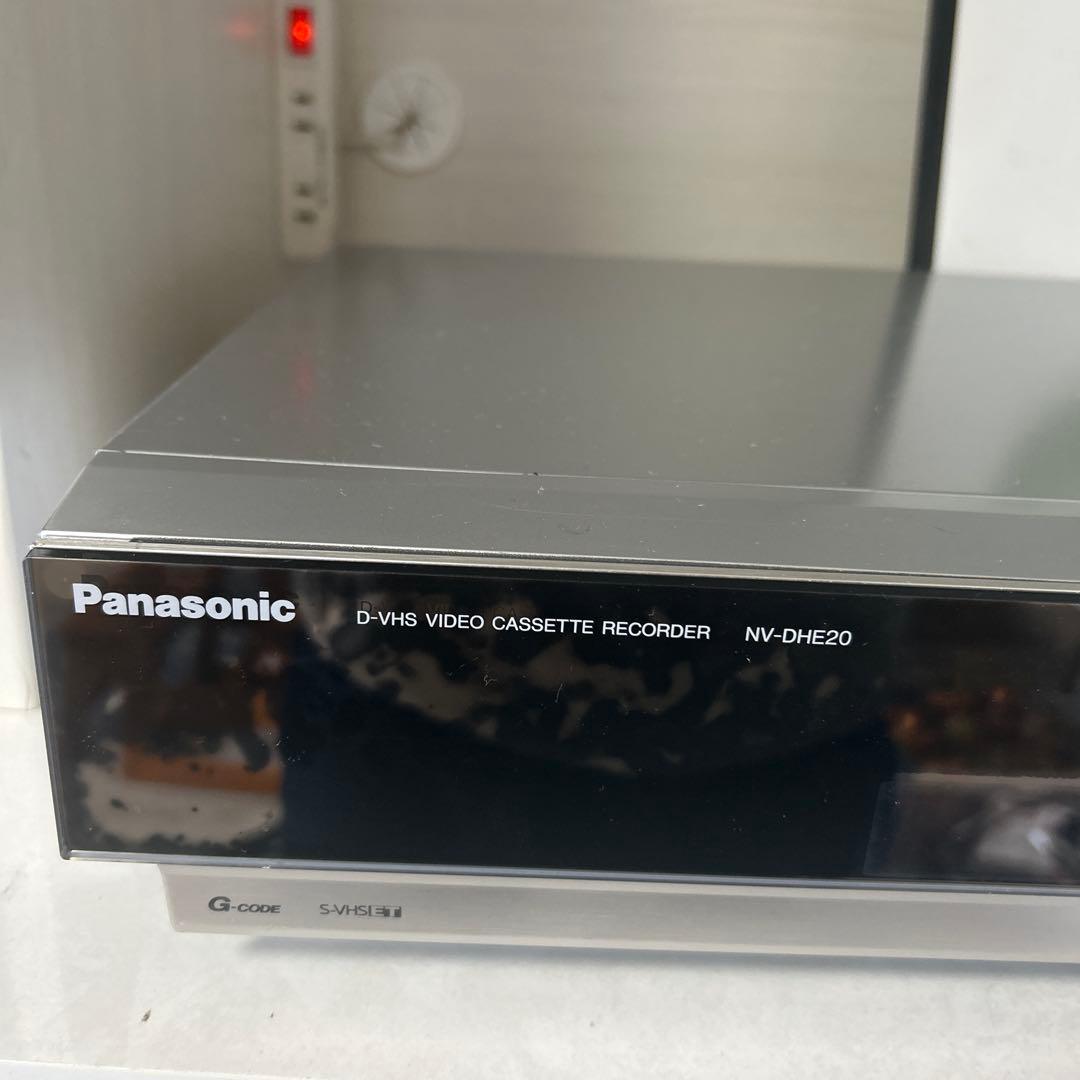 Panasonic
D-VHS VIDEO CASSETTE RECORDER NV-DHE20
G-CODE S-VHS ET